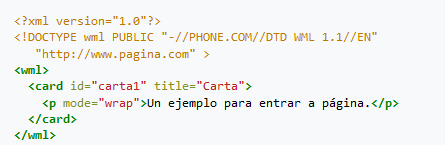 <?xml version="1.0"?>
<!DOCTYPE wml PUBLIC "-//PHONE.COM//DTD WML 1.1//EN"
"http://www.pagina.com" >
<wml>
<card id="carta1" title="Carta">
<p mode="wrap">Un ejemplo para entrar a página.</p>
</card>
</wml>